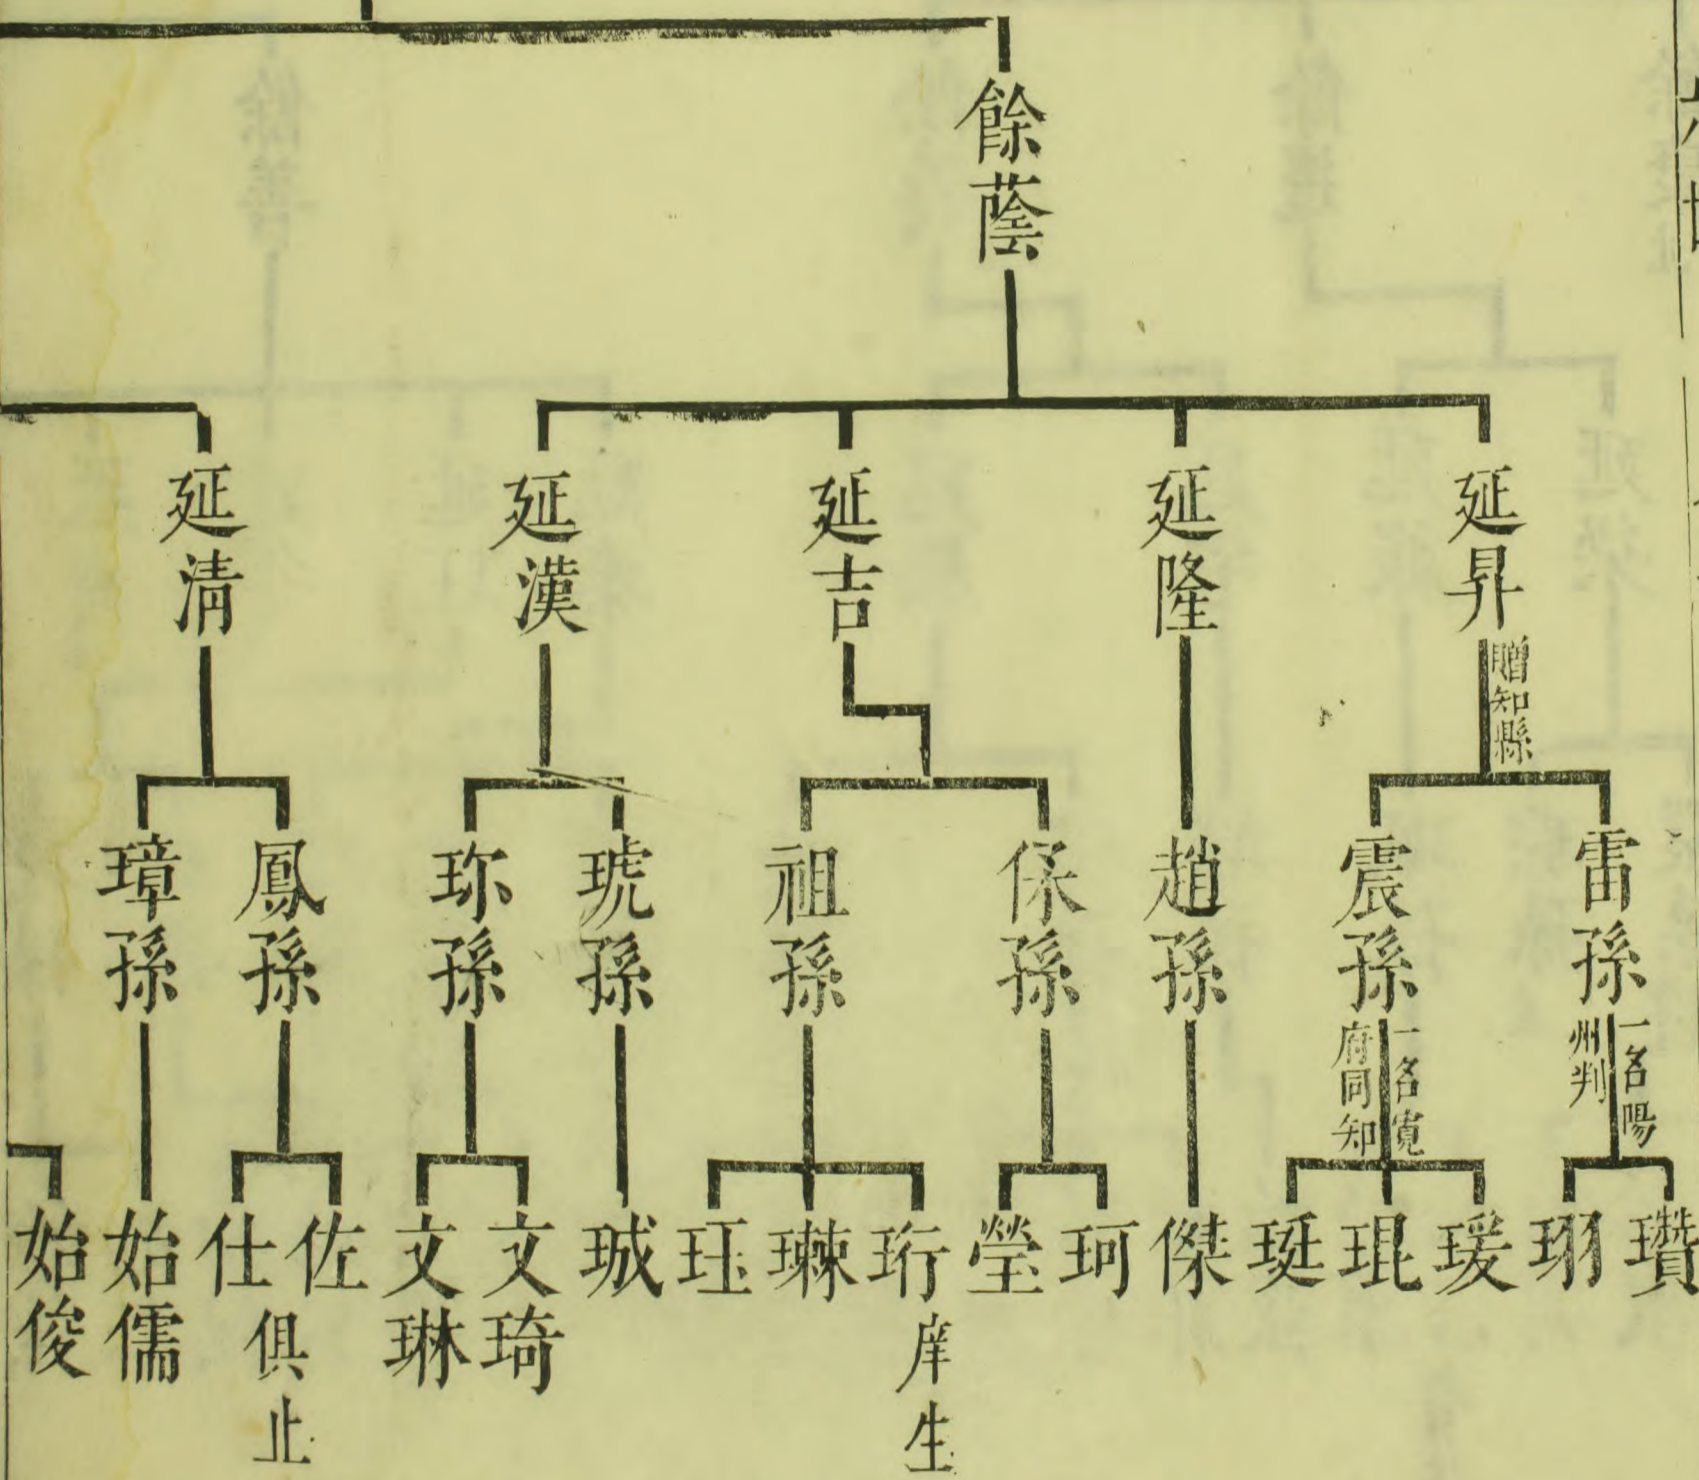 餘蔭
延昇
贈知縣
延隆
延吉
延漢
延清
雷孫
一名陽
州判
震孫
一名寬
府同知
趙孫
保孫
祖孫
琥孫
珎孫
鳳孫
璋孫
瓚
珝
瑗
琨
珽
傑
珂
瑩
珩
庠生
珏
珹
文琦
文琳
佐
仕
俱止
始儒
始俊